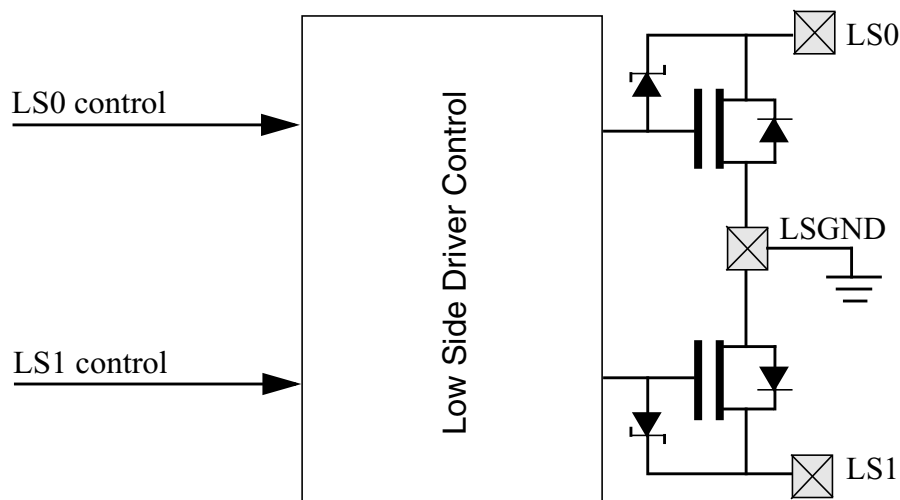 LS0
LS0 control
Low Side Driver Control
LSGND
LS1 control
LS1